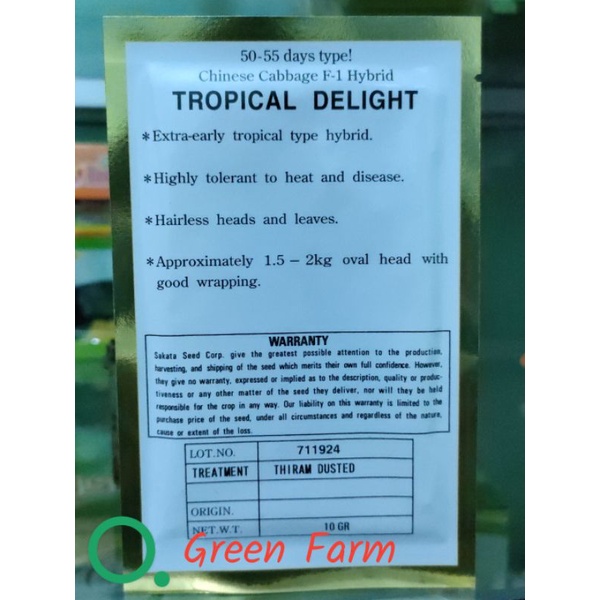 50-55 days type!
Chinese Cabbage F-1 Hybrid
TROPICAL DELIGHT
*Extra-early tropical type hybrid.
*Highly tolerant to heat and disease.
*Hairless heads and leaves.
*Approximately 1.5 – 2kg oval head with
good wrapping.
WARRANTY
Sakata Seed Corp. give the greatest possible attention to the production,
harvesting, and shipping of the seed which merits their own full confidence. However,
they give no warranty, expressed or implied as to the description, quality or produc-
tiveness or any other matter of the seed they deliver, nor will they be held
responsible for the crop in any way. Our liability on this warranty is limited to the
purchase price of the seed, under all circumstances and regardless of the nature,
cause or extent of the loss.
LOT.NO. 711924
TREATMENT THIRAM DUSTED
ORIGIN.
NET.W.T. 10 GR
Green Farm